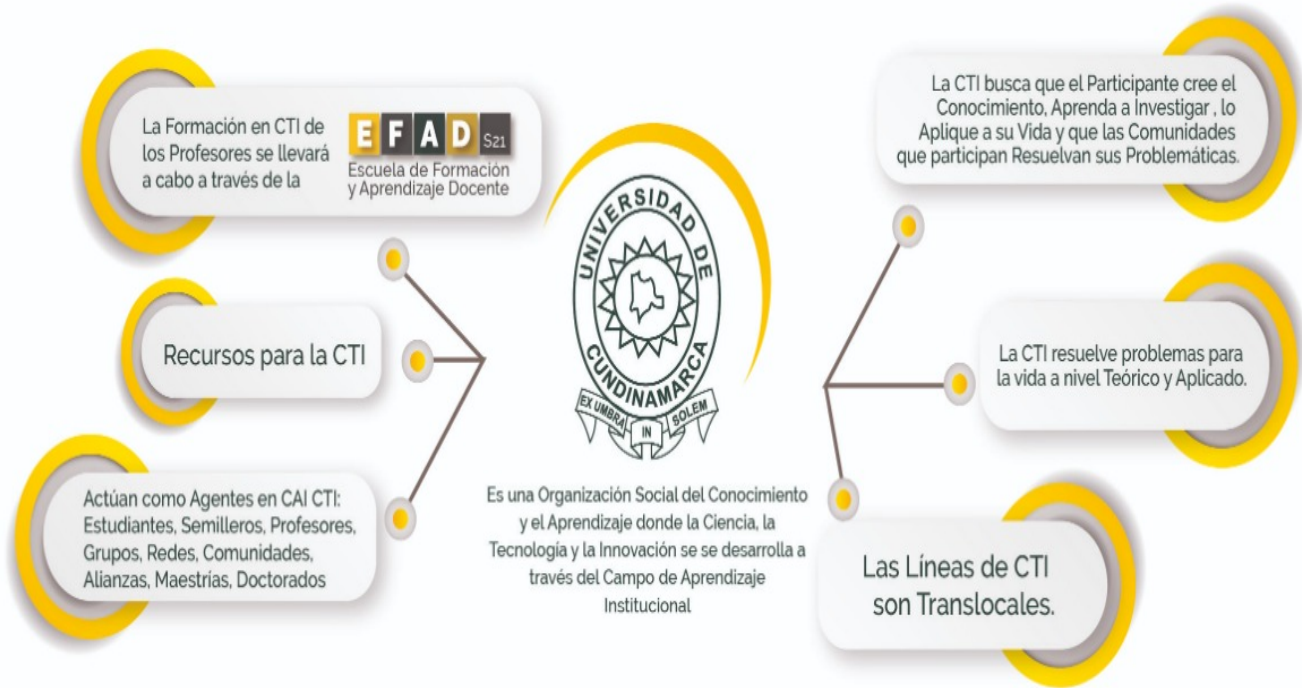 La Formación en CTI de
los Profesores se llevará
a cabo a través de la
EFAD S21
Escuela de Formación
y Aprendizaje Docente
Recursos para la CTI
Actúan como Agentes en CAI CTI:
Estudiantes, Semilleros, Profesores,
Grupos, Redes, Comunidades,
Alianzas, Maestrías, Doctorados
UNIVERSIDAD DE
CUNDINAMARCA
EX UMBRA IN SOLEM
Es una Organización Social del Conocimiento
y el Aprendizaje donde la Ciencia, la
Tecnología y la Innovación se se desarrolla a
través del Campo de Aprendizaje
Institucional
La CTI busca que el Participante cree el
Conocimiento, Aprenda a Investigar , lo
Aplique a su Vida y que las Comunidades
que participan Resuelvan sus Problemáticas.
La CTI resuelve problemas para
la vida a nivel Teórico y Aplicado.
Las Líneas de CTI
son Translocales.